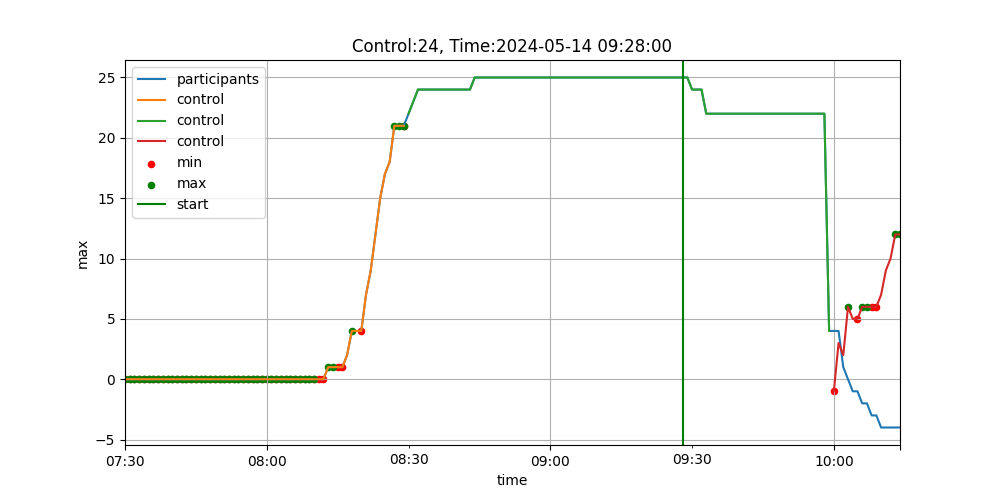 Control:24, Time:2024-05-14 09:28:00
participants
control
control
control
min
max
start
25
20
15
10
5
0
−5
max
07:30 08:00 08:30 09:00 09:30 10:00
time